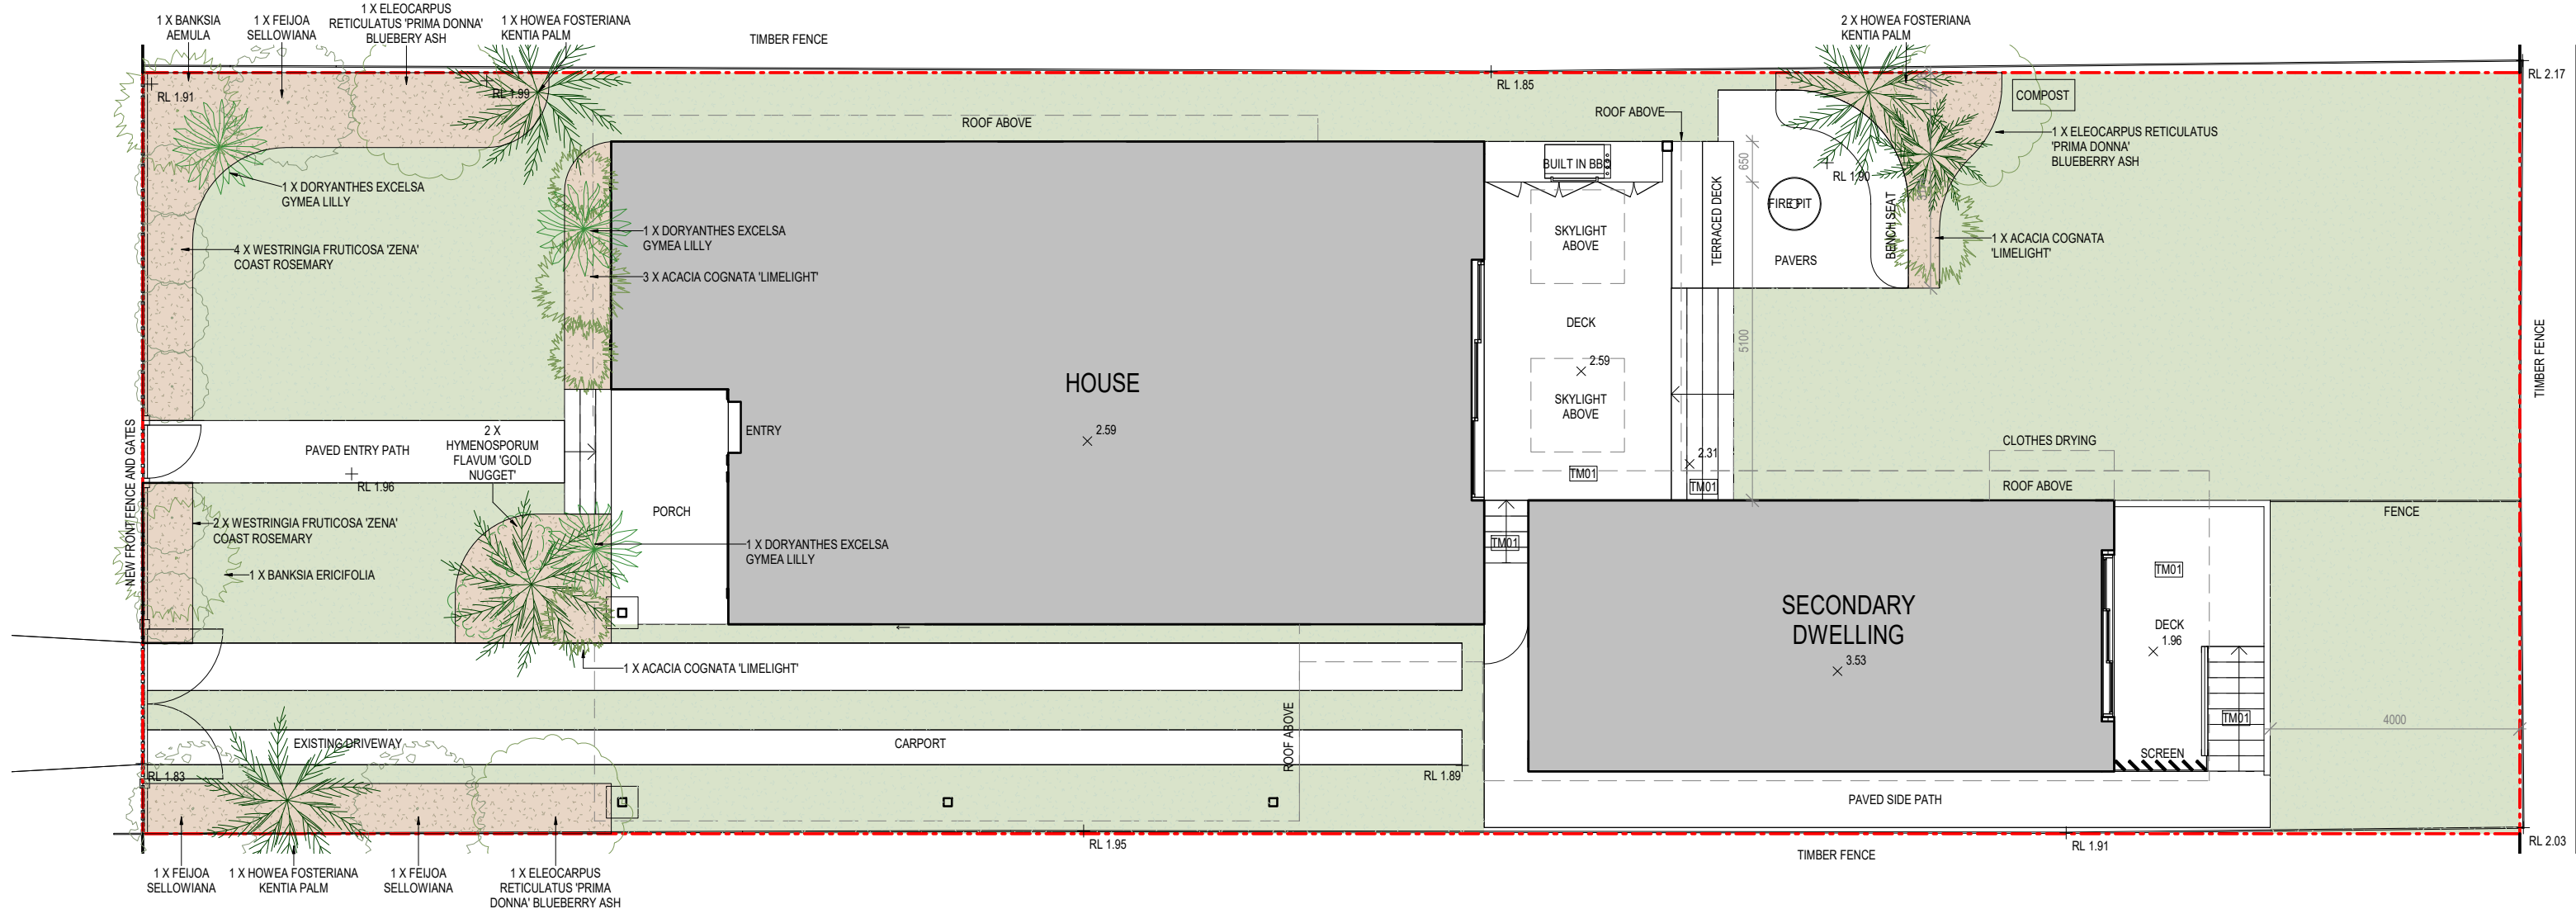 1 X BANKSIA
AEMULA
1 X FEIJOA
SELLOWIANA
1 X ELEOCARPUS
RETICULATUS 'PRIMA DONNA'
BLUEBERY ASH
1 X HOWEA FOSTERIANA
KENTIA PALM
TIMBER FENCE
2 X HOWEA FOSTERIANA
KENTIA PALM
RL 1.91
RL 1.99
RL 1.85
RL 2.17
ROOF ABOVE
ROOF ABOVE
COMPOST
1 X ELEOCARPUS RETICULATUS
'PRIMA DONNA'
BLUEBERRY ASH
BUILT IN BBQ
650
RL 1.90
1 X DORYANTHES EXCELSA
GYMEA LILLY
FIRE PIT
TERRACED DECK
BENCH SEAT
1 X DORYANTHES EXCELSA
GYMEA LILLY
SKYLIGHT
ABOVE
4 X WESTRINGIA FRUTICOSA 'ZENA'
COAST ROSEMARY
PAVERS
1 X ACACIA COGNATA
'LIMELIGHT'
3 X ACACIA COGNATA 'LIMELIGHT'
DECK
5100
TIMBER FENCE
2.59
HOUSE
SKYLIGHT
ABOVE
2.59
ENTRY
NEW FRONT FENCE AND GATES
PAVED ENTRY PATH
2 X
HYMENOSPORUM
FLAVUM 'GOLD
NUGGET'
CLOTHES DRYING
2.31
TM01
TM01
RL 1.96
ROOF ABOVE
PORCH
FENCE
2 X WESTRINGIA FRUTICOSA 'ZENA'
COAST ROSEMARY
1 X DORYANTHES EXCELSA
GYMEA LILLY
TM01
1 X BANKSIA ERICIFOLIA
TM01
SECONDARY
DWELLING
DECK
1.96
3.53
1 X ACACIA COGNATA 'LIMELIGHT'
ROOF ABOVE
TM01
4000
EXISTING DRIVEWAY
CARPORT
SCREEN
RL 1.83
RL 1.89
PAVED SIDE PATH
RL 1.95
RL 1.91
RL 2.03
TIMBER FENCE
1 X FEIJOA
SELLOWIANA
1 X HOWEA FOSTERIANA
KENTIA PALM
1 X FEIJOA
SELLOWIANA
1 X ELEOCARPUS
RETICULATUS 'PRIMA
DONNA' BLUEBERRY ASH